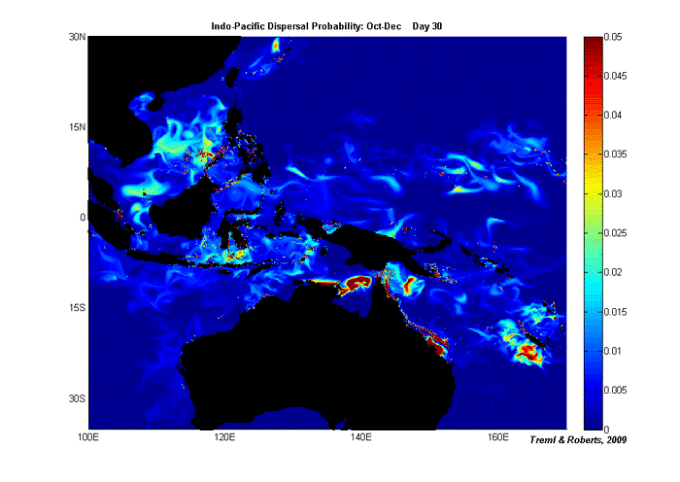 Indo-Pacific Dispersal Probability: Oct-Dec Day 30
30N
15N
0
15S
30S
100E 120E 140E 160E
0.05
0.045
0.04
0.035
0.03
0.025
0.02
0.015
0.01
0.005
0
Treml & Roberts, 2009